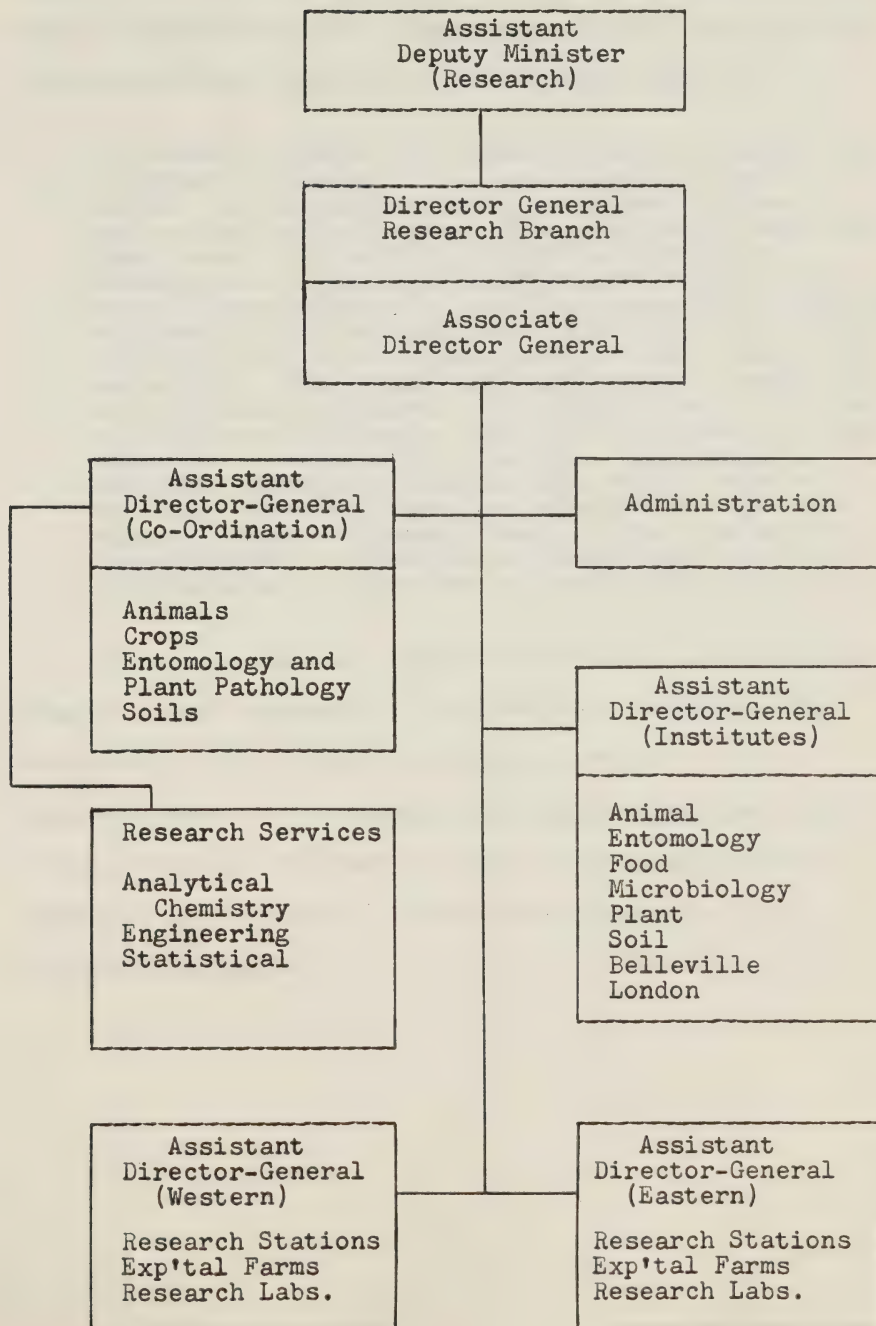 Assistant
Deputy Minister
(Research)
Director General
Research Branch
Associate
Director General
Assistant
Director-General
(Co-Ordination)
Animals
Crops
Entomology and
Plant Pathology
Soils
Administration
Assistant
Director-General
(Institutes)
Animal
Entomology
Food
Microbiology
Plant
Soil
Belleville
London
Research Services
Analytical
Chemistry
Engineering
Statistical
Assistant
Director-General
(Western)
Research Stations
Exp'tal Farms
Research Labs.
Assistant
Director-General
(Eastern)
Research Stations
Exp'tal Farms
Research Labs.